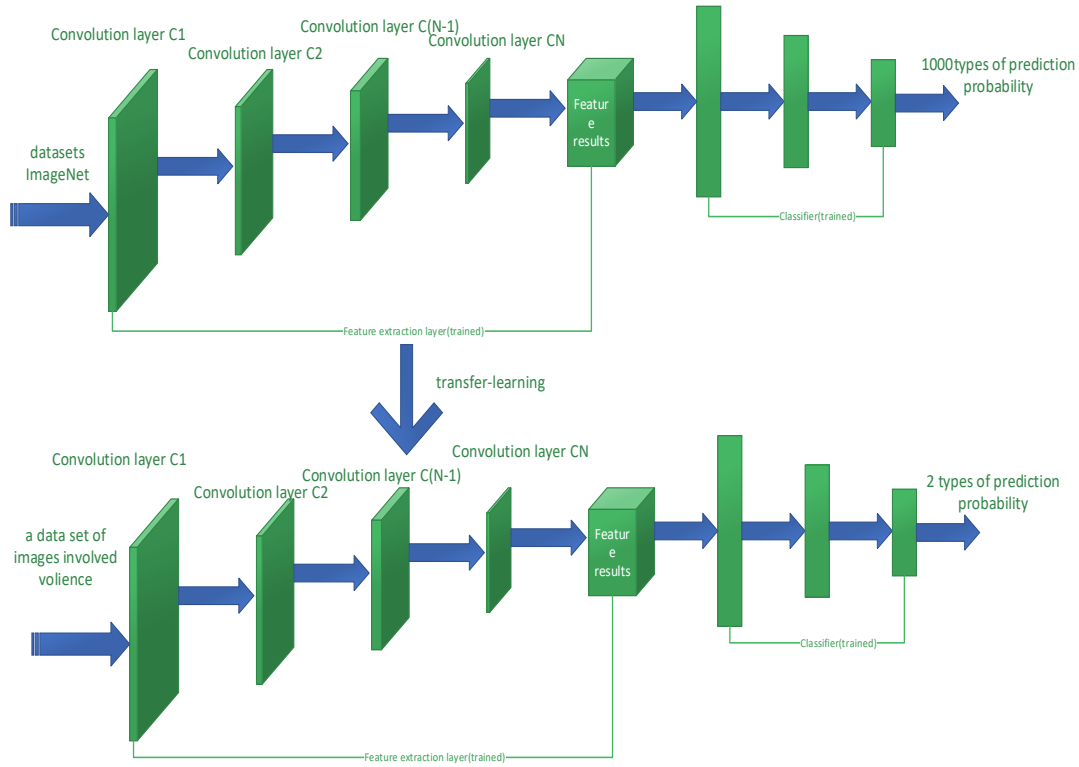 Convolution layer C1
Convolution layer C2
Convolution layer C(N-1)
Convolution layer CN
datasets
ImageNet
Featur
e
results
1000types of prediction
probability
Classifier(trained)
Feature extraction layer(trained)
transfer-learning
Convolution layer C1
Convolution layer C2
Convolution layer C(N-1)
Convolution layer CN
a data set of
images involved
volience
Featur
e
results
2 types of prediction
probability
Classifier(trained)
Feature extraction layer(trained)